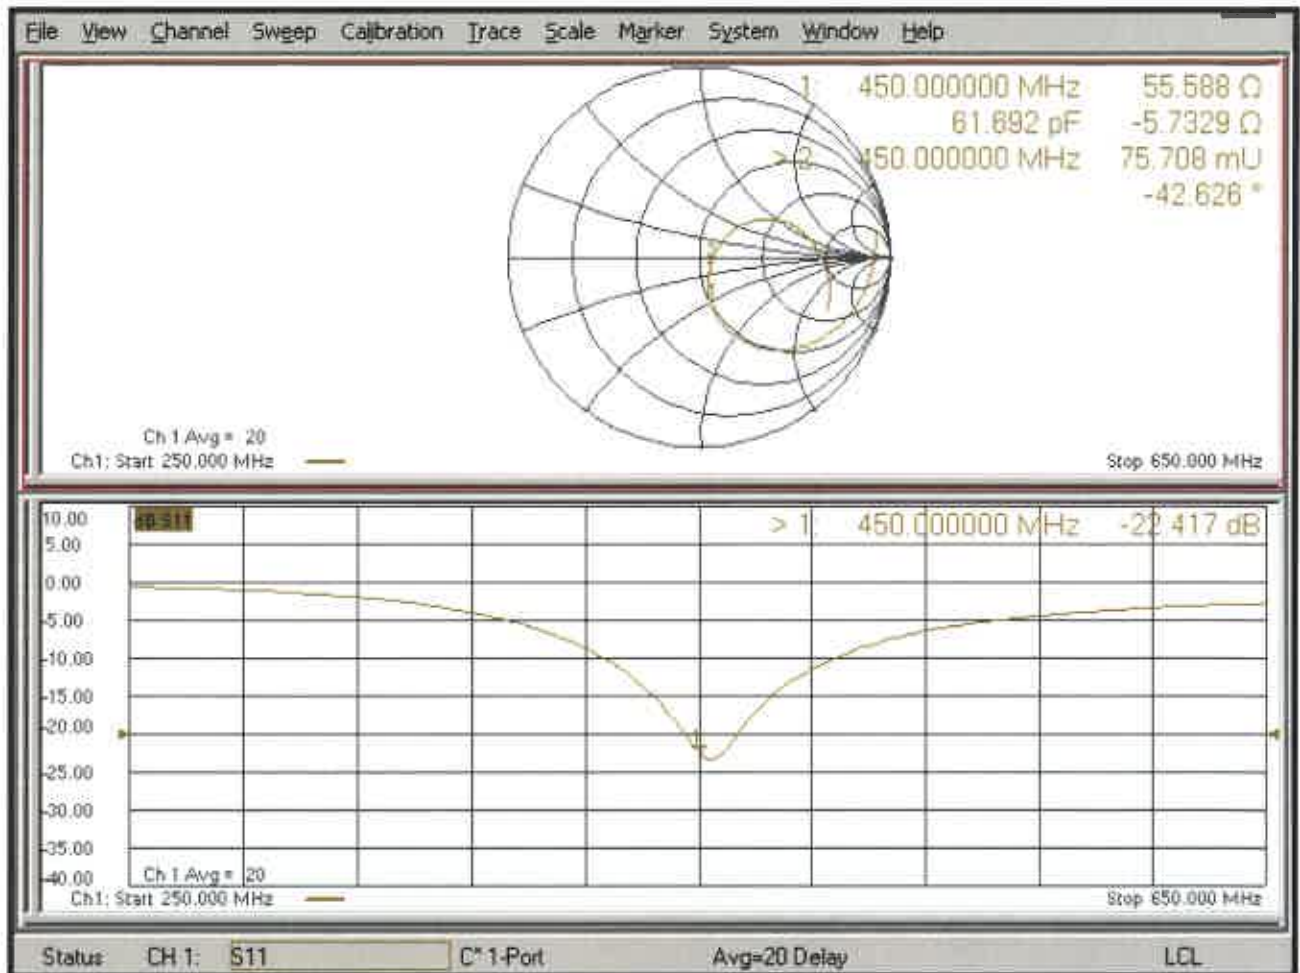 File View Channel Sweep Calibration Trace Scale Marker System Window Help
1: 450.000000 MHz 55.588 Ω
61.692 pF -5.7329 Ω
> 2: 450.000000 MHz 75.708 mU
-42.626 °
Ch 1 Avg = 20
Ch1: Start 250.000 MHz
Stop 650.000 MHz
10.00
dB S11
> 1: 450.000000 MHz -22.417 dB
5.00
0.00
-5.00
-10.00
-15.00
-20.00
1
-25.00
-30.00
-35.00
-40.00
Ch 1 Avg = 20
Ch1: Start 250.000 MHz
Stop 650.000 MHz
Status CH 1: S11 C* 1-Port Avg=20 Delay LCL